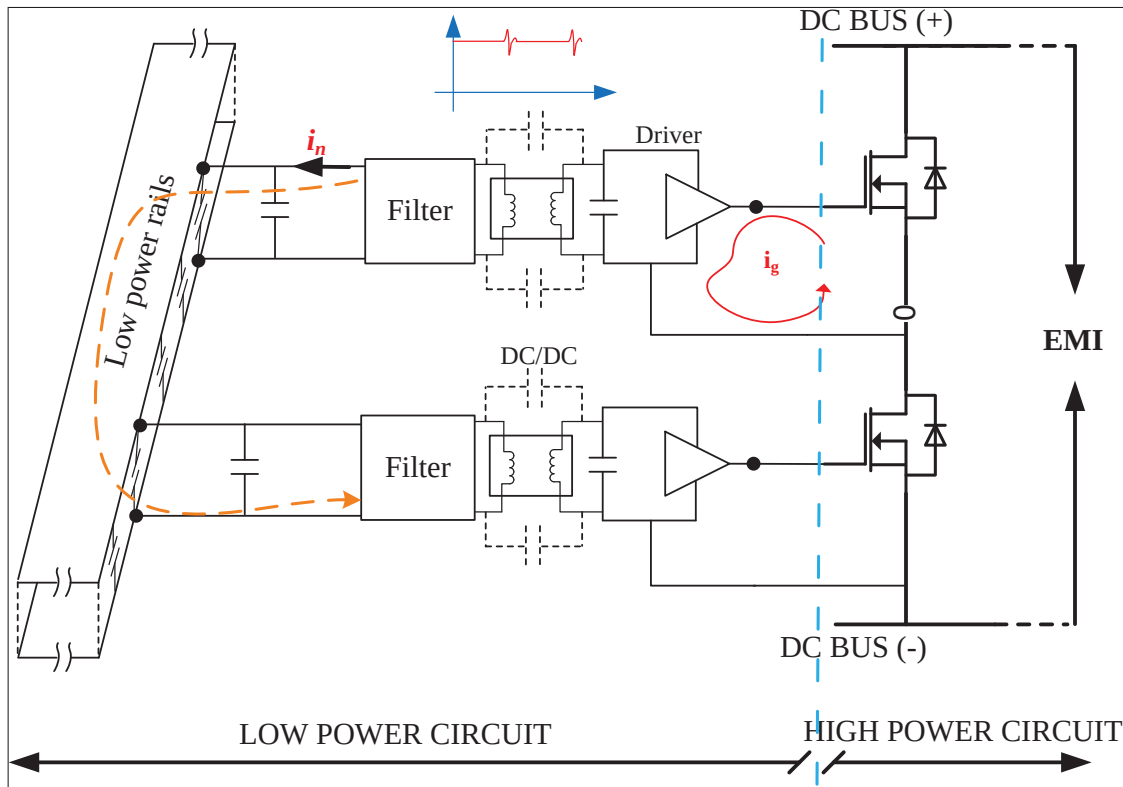 DC BUS (+)
Driver
i_n
Filter
Low power rails
i_g
0
EMI
DC/DC
Filter
DC BUS (-)
LOW POWER CIRCUIT
HIGH POWER CIRCUIT